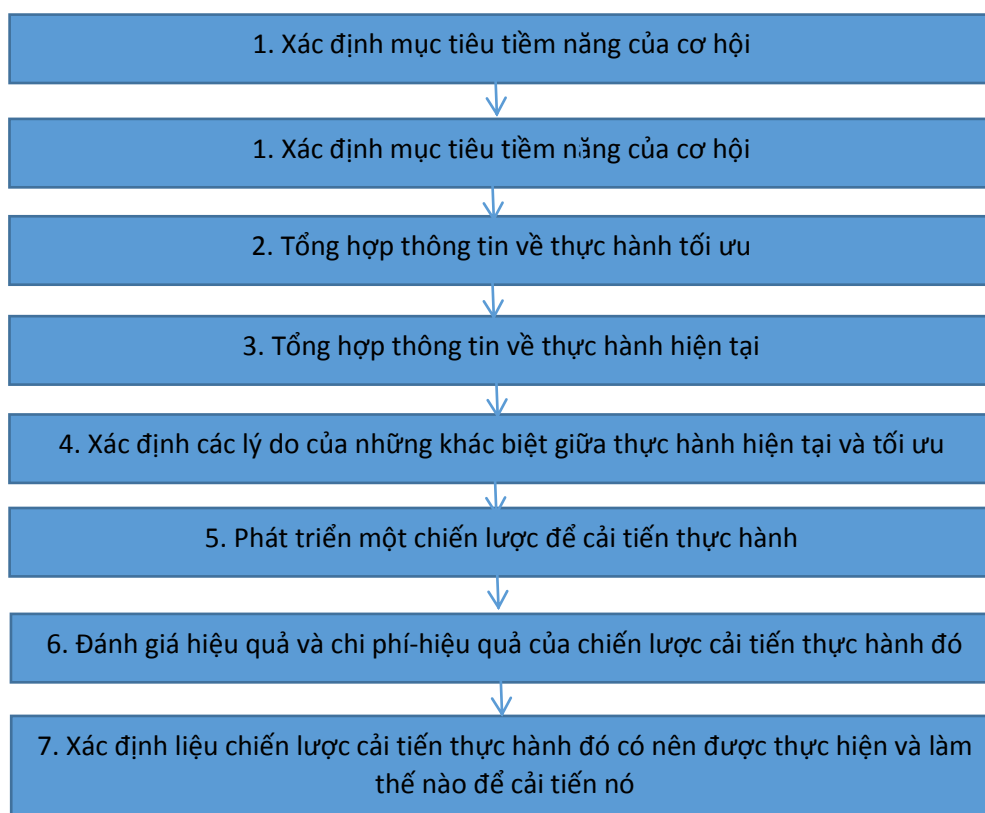 1. Xác định mục tiêu tiềm năng của cơ hội
1. Xác định mục tiêu tiềm năng của cơ hội
2. Tổng hợp thông tin về thực hành tối ưu
3. Tổng hợp thông tin về thực hành hiện tại
4. Xác định các lý do của những khác biệt giữa thực hành hiện tại và tối ưu
5. Phát triển một chiến lược để cải tiến thực hành
6. Đánh giá hiệu quả và chi phí-hiệu quả của chiến lược cải tiến thực hành đó
7. Xác định liệu chiến lược cải tiến thực hành đó có nên được thực hiện và làm
thế nào để cải tiến nó